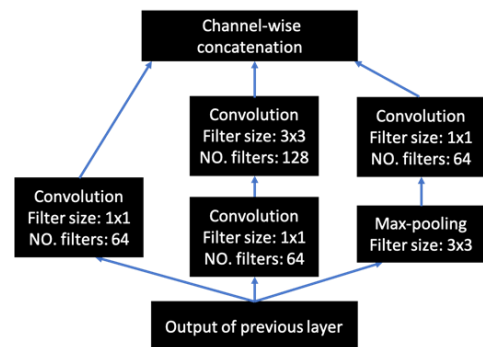 Channel-wise
concatenation
Convolution
Filter size: 3x3
NO. filters: 128
Convolution
Filter size: 1x1
NO. filters: 64
Convolution
Filter size: 1x1
NO. filters: 64
Convolution
Filter size: 1x1
NO. filters: 64
Max-pooling
Filter size: 3x3
Output of previous layer